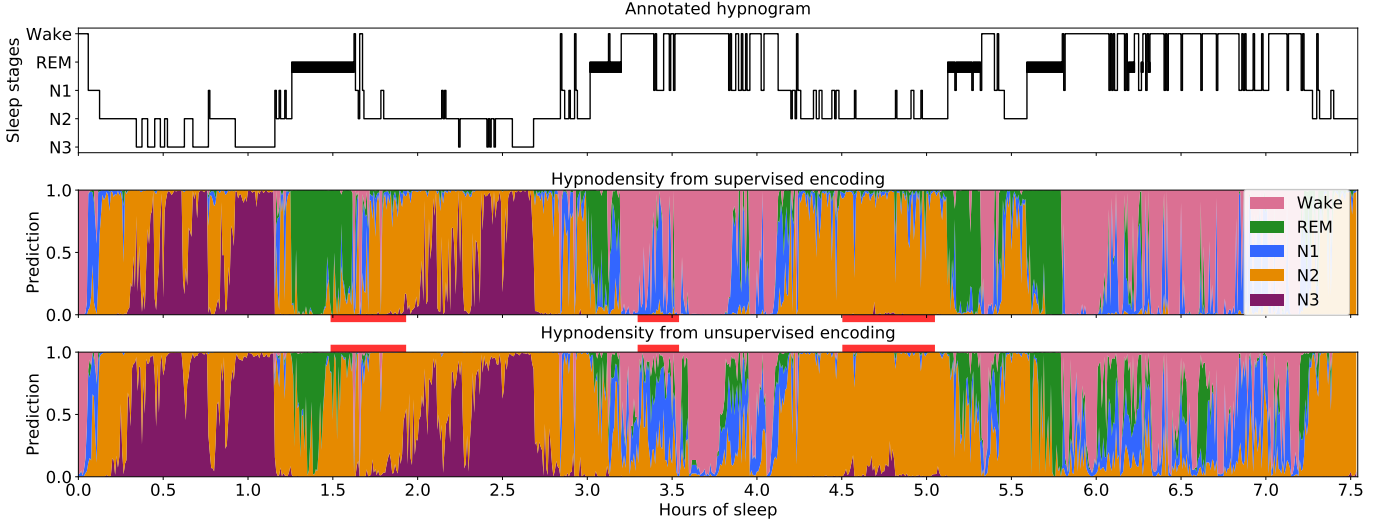 Annotated hypnogram
Sleep stages
Wake
REM
N1
N2
N3
Hypnodensity from supervised encoding
Prediction
1.0
0.5
0.0
Wake
REM
N1
N2
N3
Hypnodensity from unsupervised encoding
Prediction
1.0
0.5
0.0
0.0 0.5 1.0 1.5 2.0 2.5 3.0 3.5 4.0 4.5 5.0 5.5 6.0 6.5 7.0 7.5
Hours of sleep